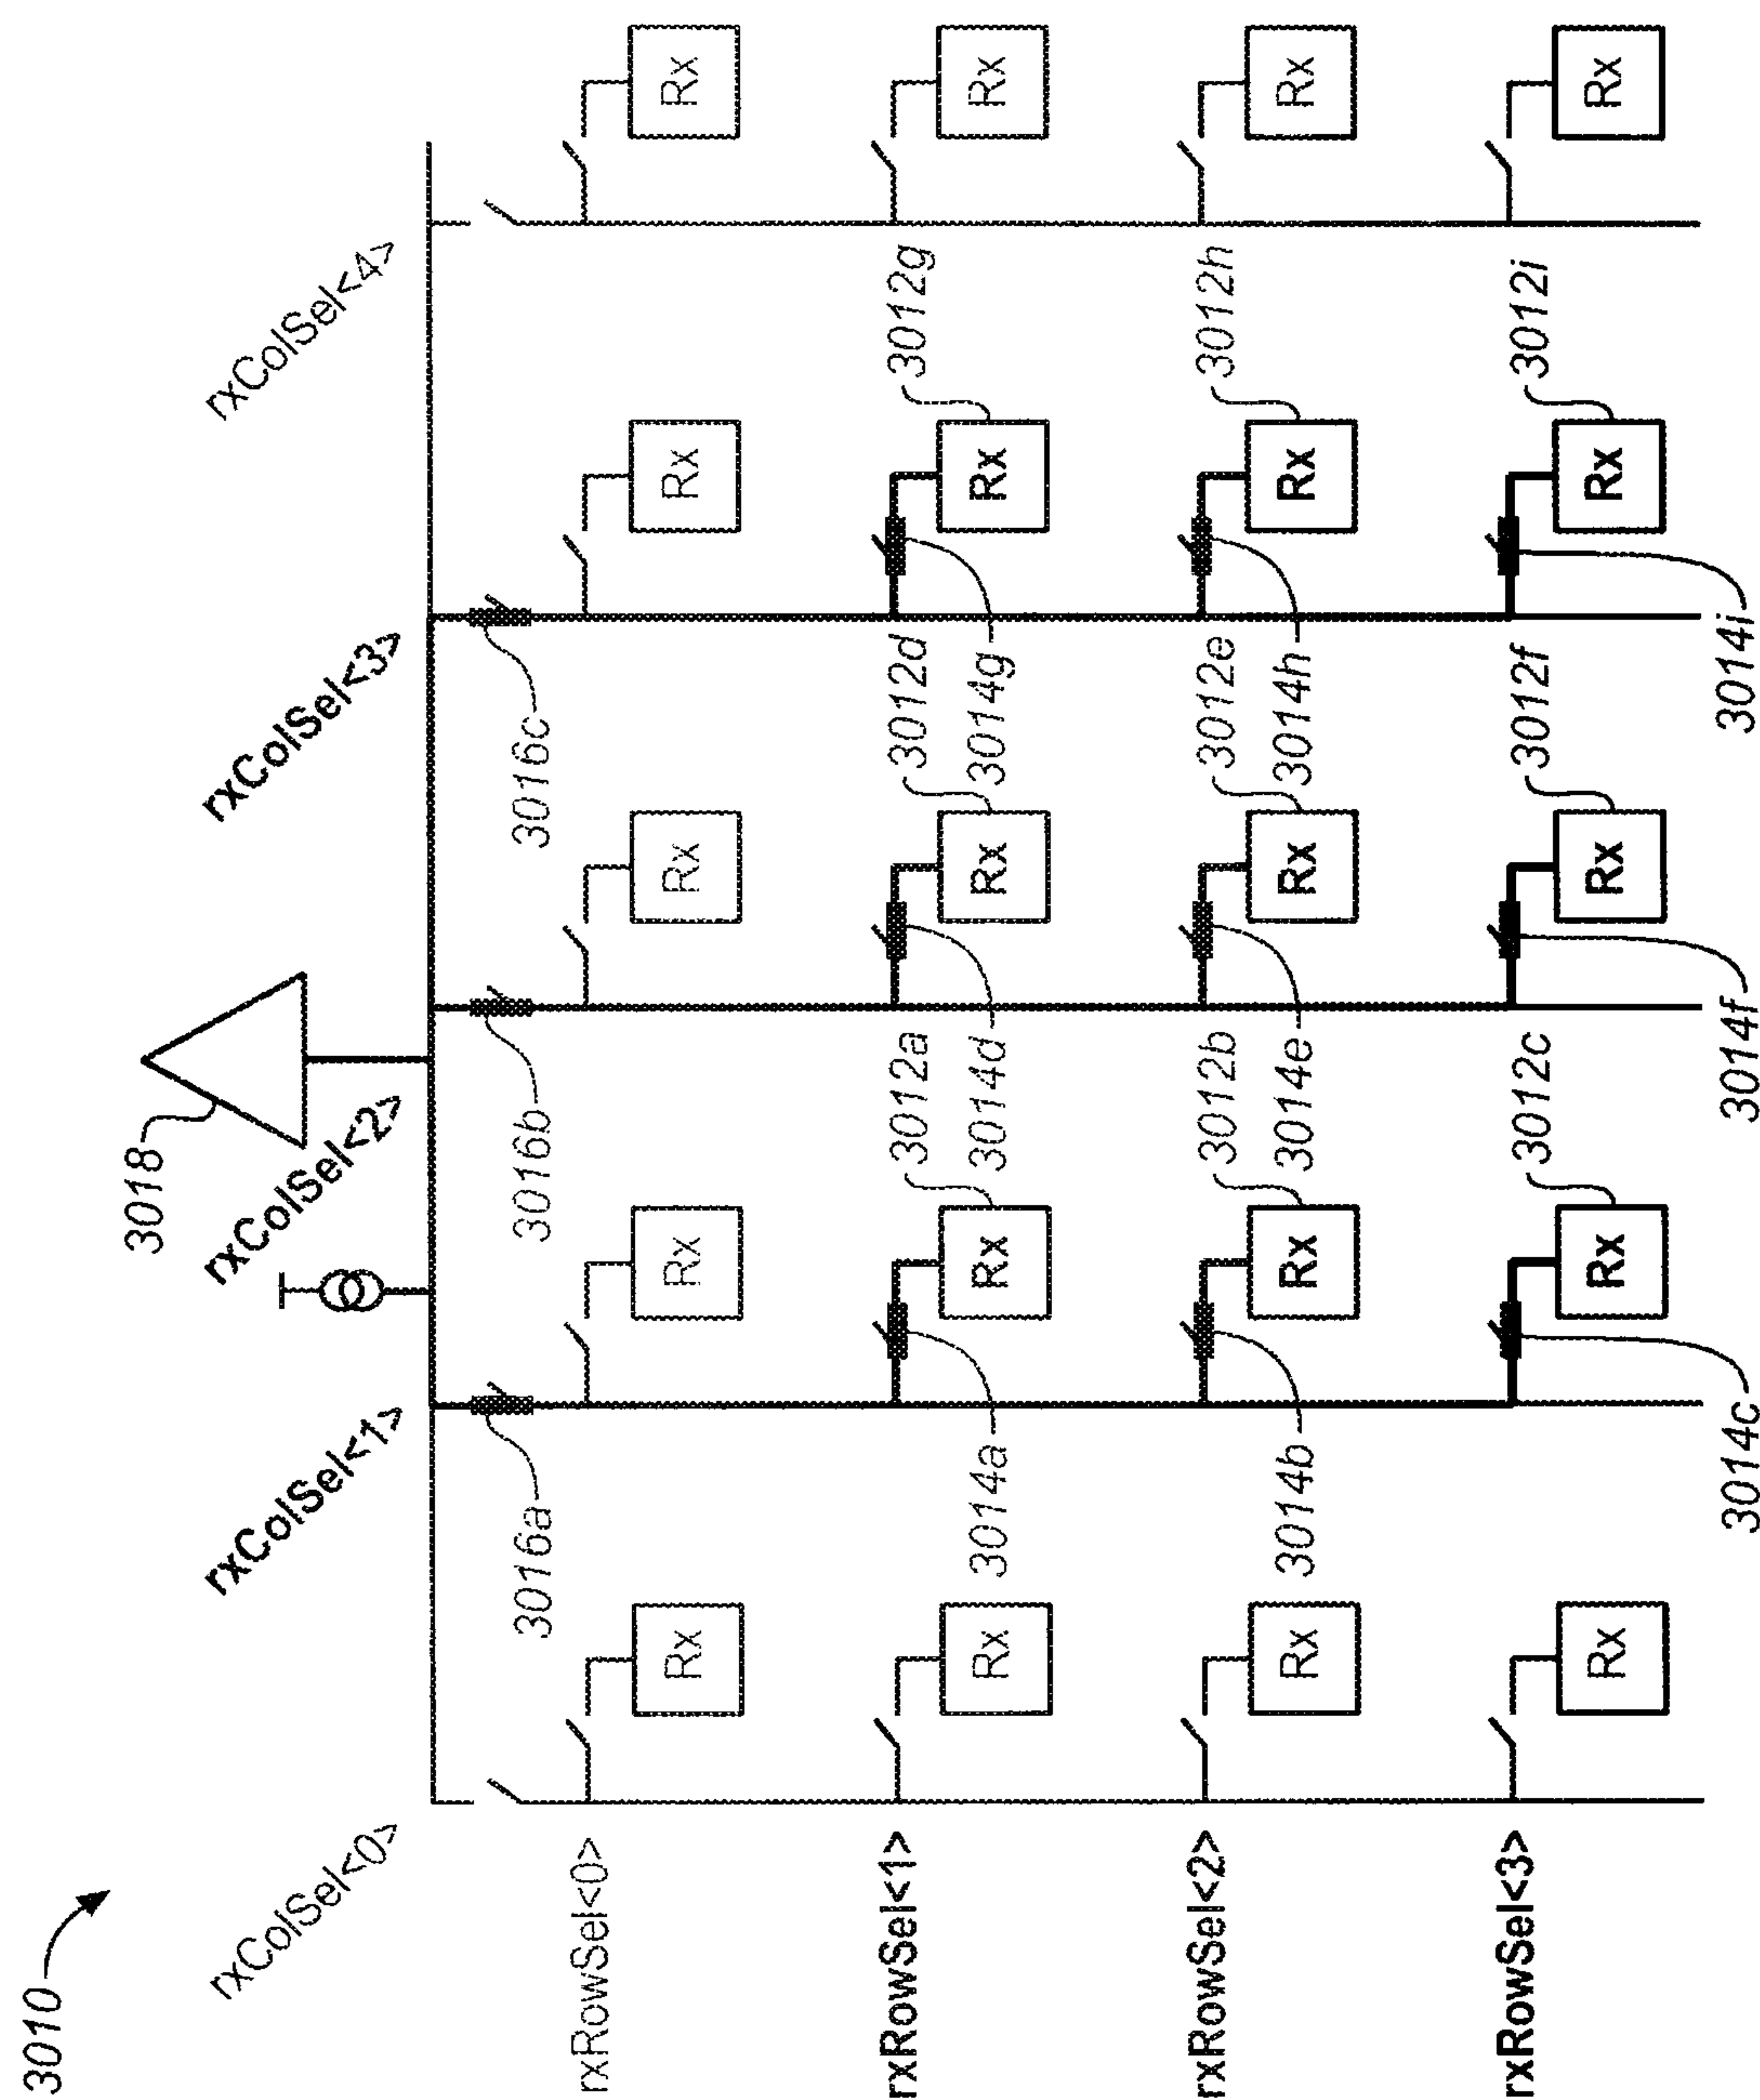 3010
3018
rxColSel<0>
rxColSel<1>
rxColSel<2>
rxColSel<3>
rxColSel<4>
3016a
3016b
3016c
rxRowSel<0>
Rx
Rx
Rx
Rx
Rx
rxRowSel<1>
3012a
3012d
3012g
Rx
Rx
Rx
Rx
Rx
3014a
3014d
3014g
rxRowSel<2>
3012b
3012e
3012h
Rx
Rx
Rx
Rx
Rx
3014b
3014e
3014h
rxRowSel<3>
3012c
3012f
3012i
Rx
Rx
Rx
Rx
Rx
3014c
3014f
3014i